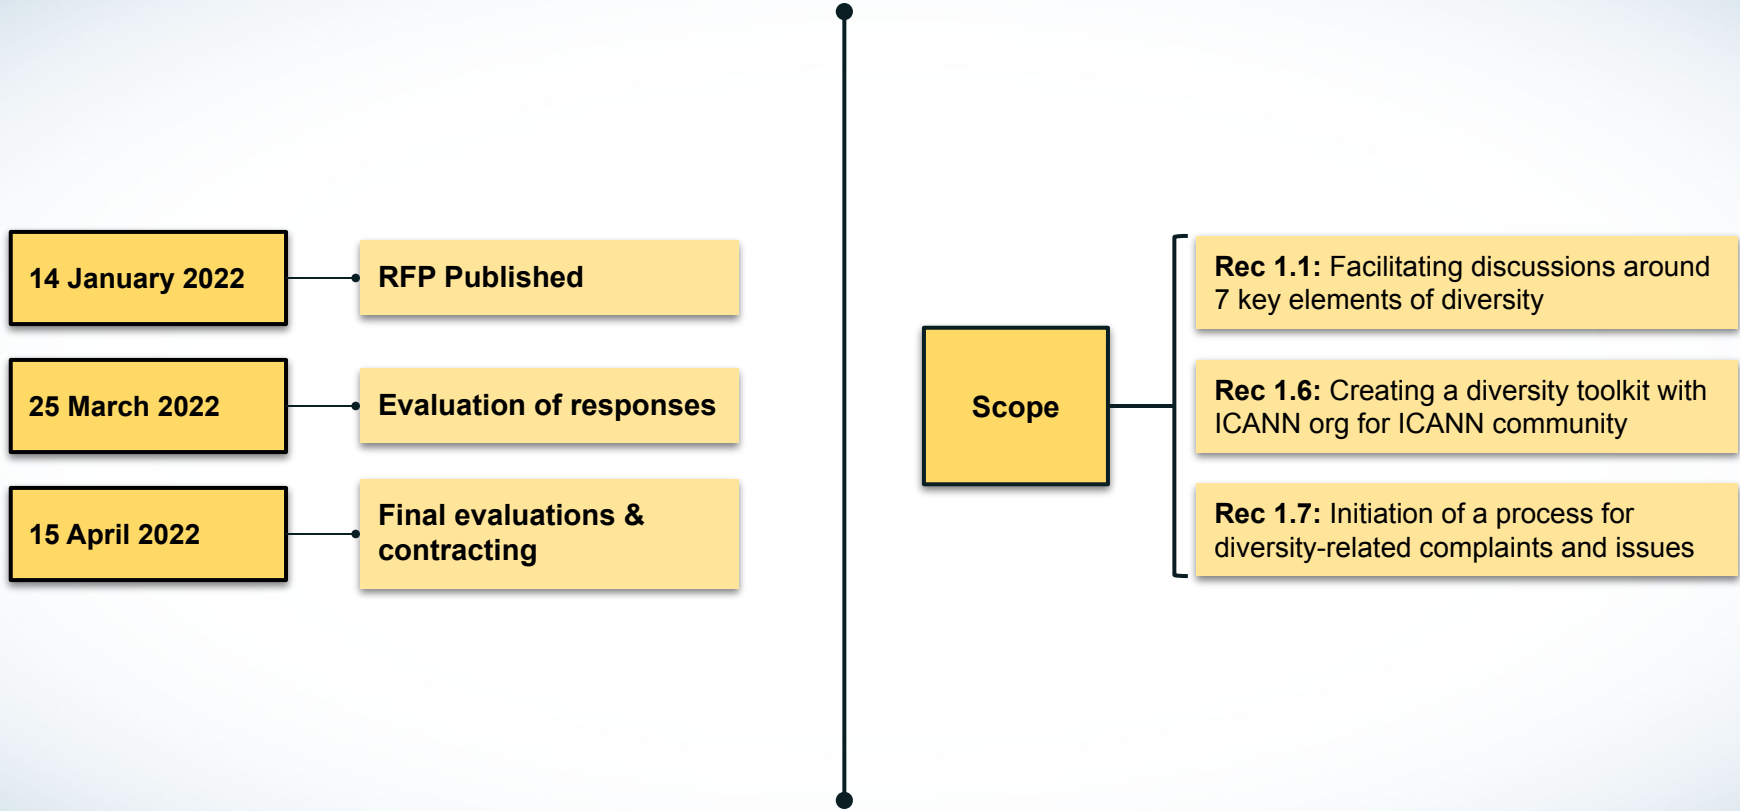 14 January 2022
RFP Published
25 March 2022
Evaluation of responses
15 April 2022
Final evaluations &
contracting
Scope
Rec 1.1: Facilitating discussions around
7 key elements of diversity
Rec 1.6: Creating a diversity toolkit with
ICANN org for ICANN community
Rec 1.7: Initiation of a process for
diversity-related complaints and issues